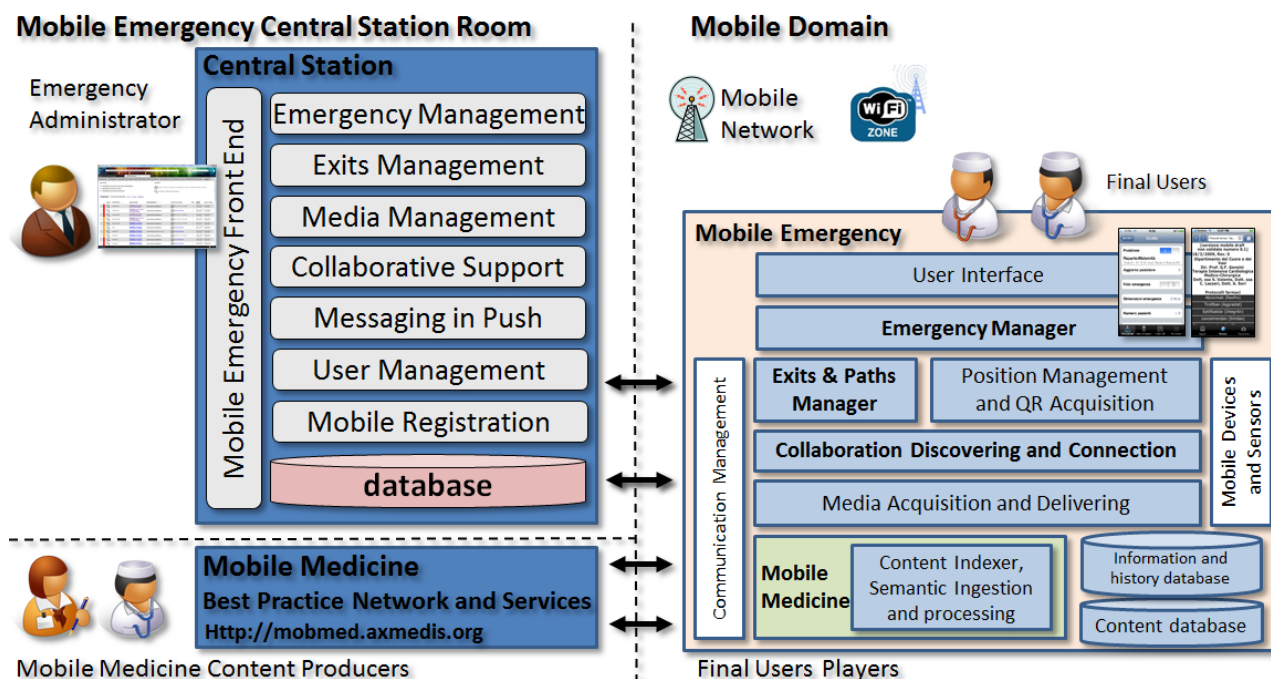 Mobile Emergency Central Station Room
Central Station
Emergency
Administrator
Mobile Emergency Front End
Emergency Management
Exits Management
Media Management
Collaborative Support
Messaging in Push
User Management
Mobile Registration
database
Mobile Medicine
Best Practice Network and Services
Http://mobmed.axmedis.org
Mobile Medicine Content Producers
Mobile Domain
Mobile
Network
WiFi
ZONE
Final Users
Mobile Emergency
User Interface
Emergency Manager
Communication Management
Exits & Paths
Manager
Position Management
and QR Acquisition
Mobile Devices
and Sensors
Collaboration Discovering and Connection
Media Acquisition and Delivering
Mobile
Medicine
Content Indexer,
Semantic Ingestion
and processing
Information and
history database
Content database
Final Users Players